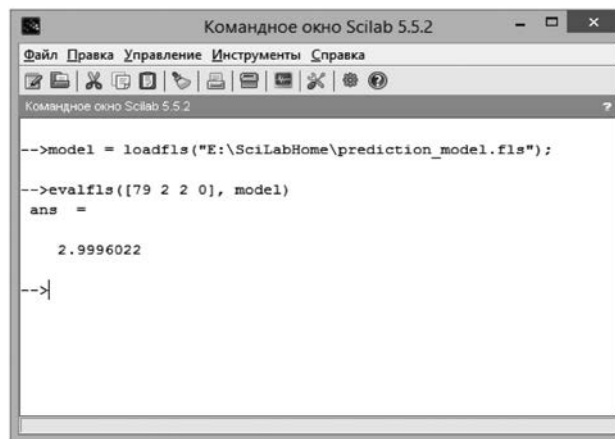 Командное окно Scilab 5.5.2
Файл Правка Управление Инструменты Справка
Командное окно Scilab 5.5.2 ?
-->model = loadfls("E:\SciLabHome\prediction_model.fls");
-->evalfls([79 2 2 0], model)
ans =
2.9996022
-->